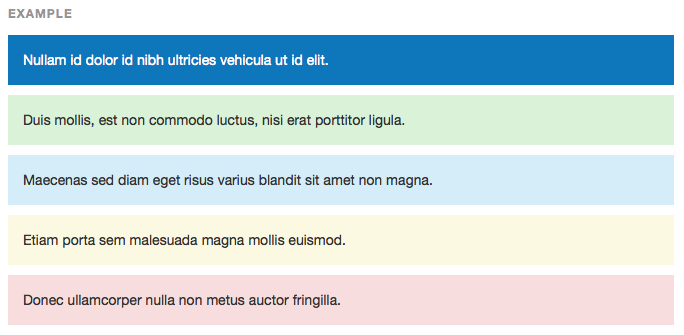 EXAMPLE
Nullam id dolor id nibh ultricies vehicula ut id elit.
Duis mollis, est non commodo luctus, nisi erat porttitor ligula.
Maecenas sed diam eget risus varius blandit sit amet non magna.
Etiam porta sem malesuada magna mollis euismod.
Donec ullamcorper nulla non metus auctor fringilla.